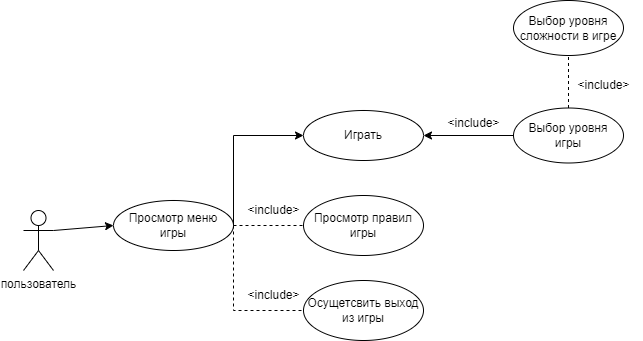 Выбор уровня
сложности в игре
<include>
<include>
Играть
Выбор уровня
игры
<include>
Просмотр меню
игры
Просмотр правил
игры
пользователь
<include>
Осущетсвить выход
из игры